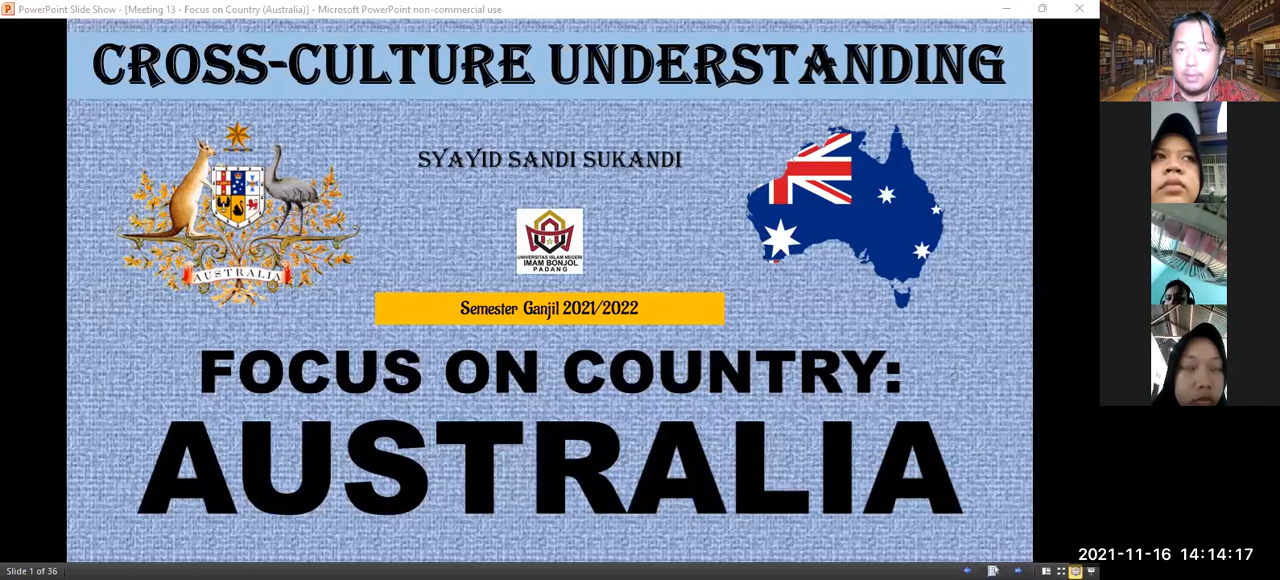 PowerPoint Slide Show - [Meeting 13 - Focus on Country (Australia)] - Microsoft PowerPoint non-commercial use
CROSS-CULTURE UNDERSTANDING
SYAYID SANDI SUKANDI
UNIVERSITAS ISLAM NEGERI
IMAM BONJOL
PADANG
AUSTRALIA
Semester Ganjil 2021/2022
FOCUS ON COUNTRY:
AUSTRALIA
2021-11-16 14:14:17
Slide 1 of 36